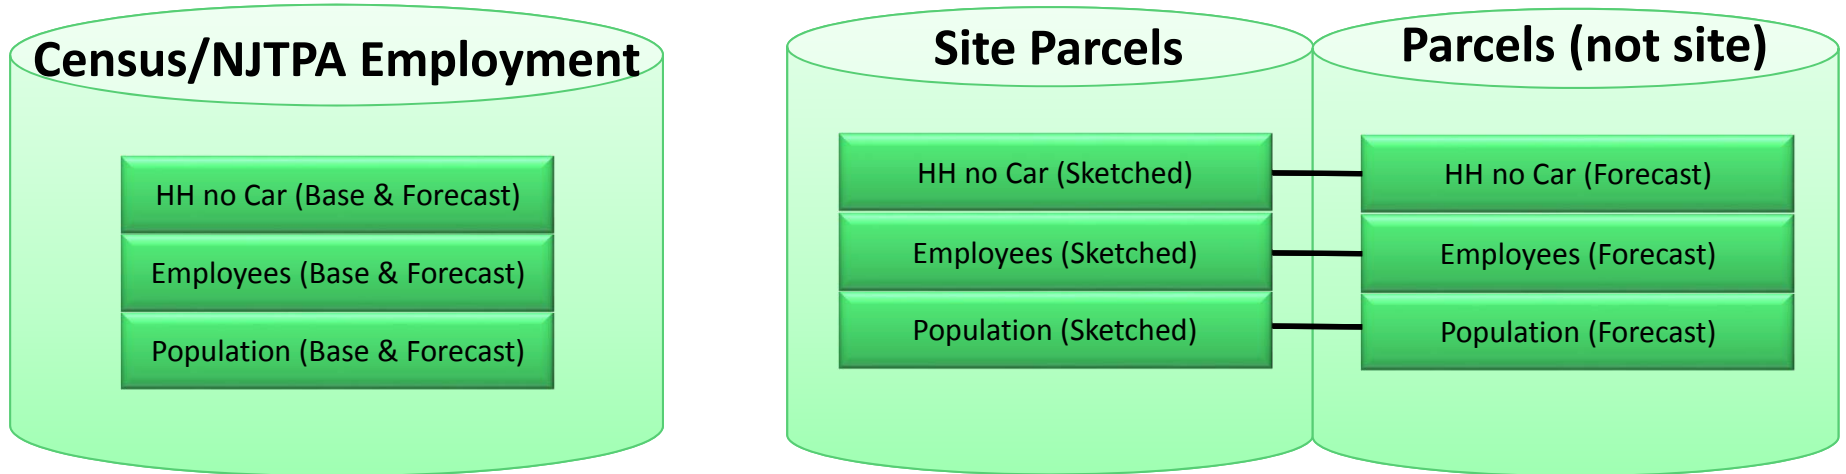 Census/NJTPA Employment
HH no Car (Base & Forecast)
Employees (Base & Forecast)
Population (Base & Forecast)
Site Parcels
HH no Car (Sketched)
Employees (Sketched)
Population (Sketched)
Parcels (not site)
HH no Car (Forecast)
Employees (Forecast)
Population (Forecast)